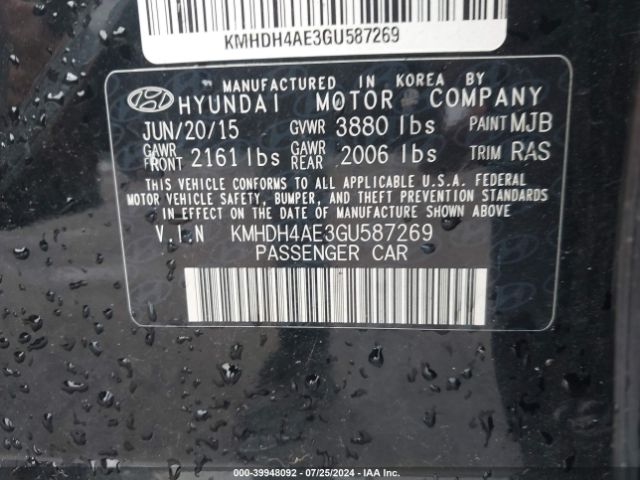 KMHDH4AE3GU587269
MANUFACTURED IN KOREA BY
HYUNDAI MOTOR COMPANY
JUN/20/15 GVWR 3880 lbs PAINT MJB
GAWR FRONT 2161 lbs GAWR REAR 2006 lbs TRIM RAS
THIS VEHICLE CONFORMS TO ALL APPLICABLE U.S.A. FEDERAL
MOTOR VEHICLE SAFETY, BUMPER, AND THEFT PREVENTION STANDARDS
IN EFFECT ON THE DATE OF MANUFACTURE SHOWN ABOVE
V.I.N KMHDH4AE3GU587269
PASSENGER CAR
000-39948092 - 07/25/2024 - IAA Inc.